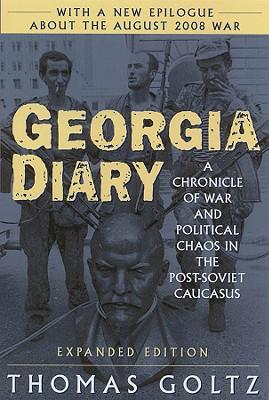 WITH A NEW EPILOGUE
ABOUT THE AUGUST 2008 WAR
GEORGIA
DIARY
A
CHRONICLE
OF WAR
AND
POLITICAL
CHAOS IN
THE
POST-SOVIET
CAUCASUS
EXPANDED EDITION
THOMAS GOLTZ